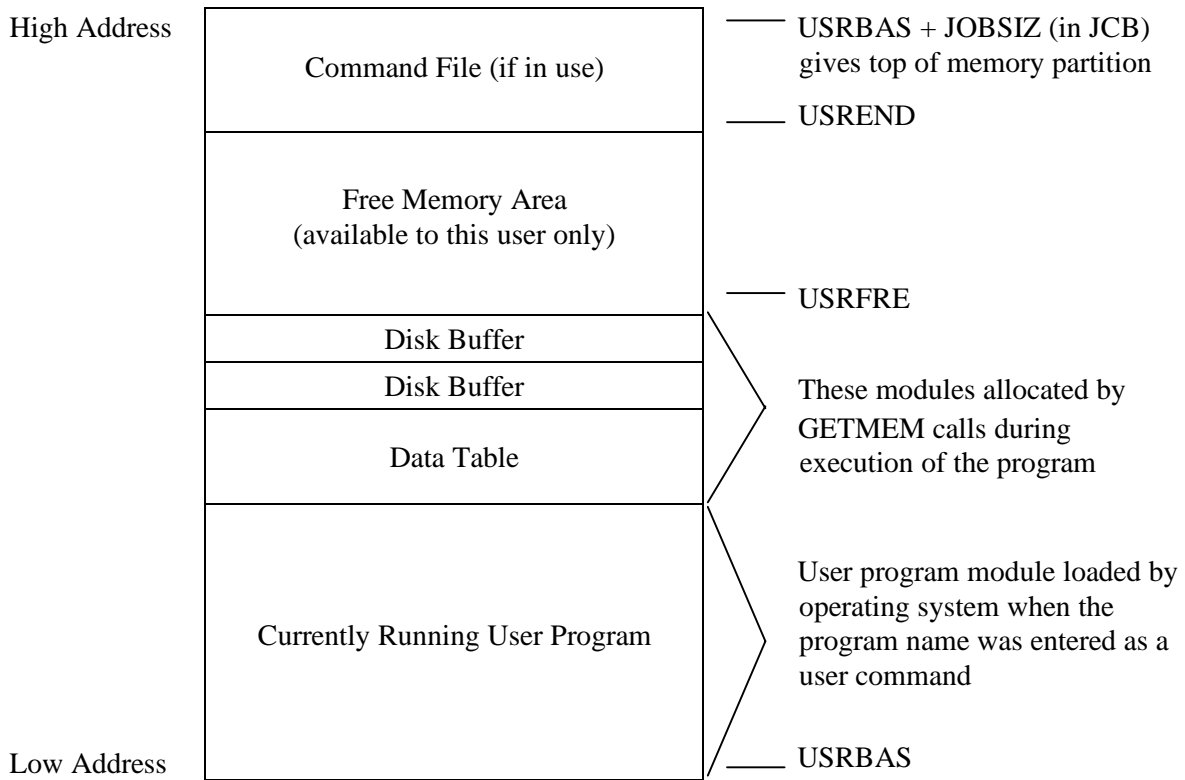 High Address
USRBAS + JOBSIZ (in JCB)
gives top of memory partition
Command File (if in use)
USREND
Free Memory Area
(available to this user only)
USRFRE
Disk Buffer
Disk Buffer
Data Table
These modules allocated by
GETMEM calls during
execution of the program
Currently Running User Program
User program module loaded by
operating system when the
program name was entered as a
user command
Low Address
USRBAS